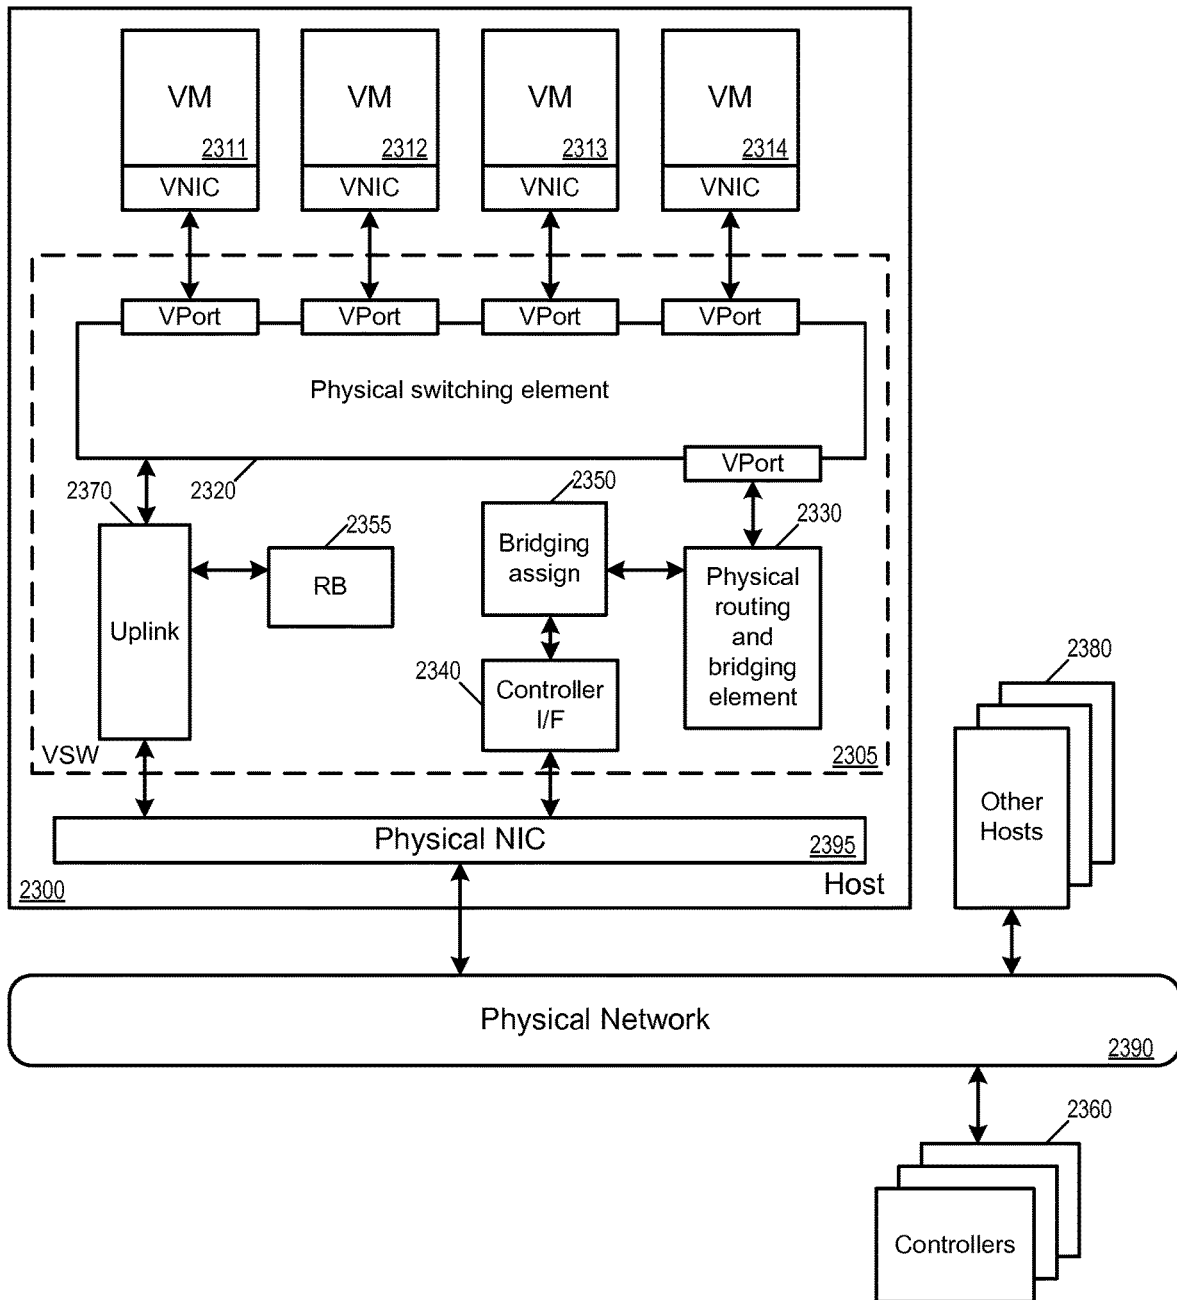 VM
2311
VNIC
VM
2312
VNIC
VM
2313
VNIC
VM
2314
VNIC
VPort
VPort
VPort
VPort
Physical switching element
VPort
2370
2320
2350
2330
2355
RB
Uplink
Bridging
assign
Physical
routing
and
bridging
element
2340
Controller
I/F
VSW
2305
Physical NIC
2395
2300
Host
2380
Other
Hosts
Physical Network
2390
2360
Controllers